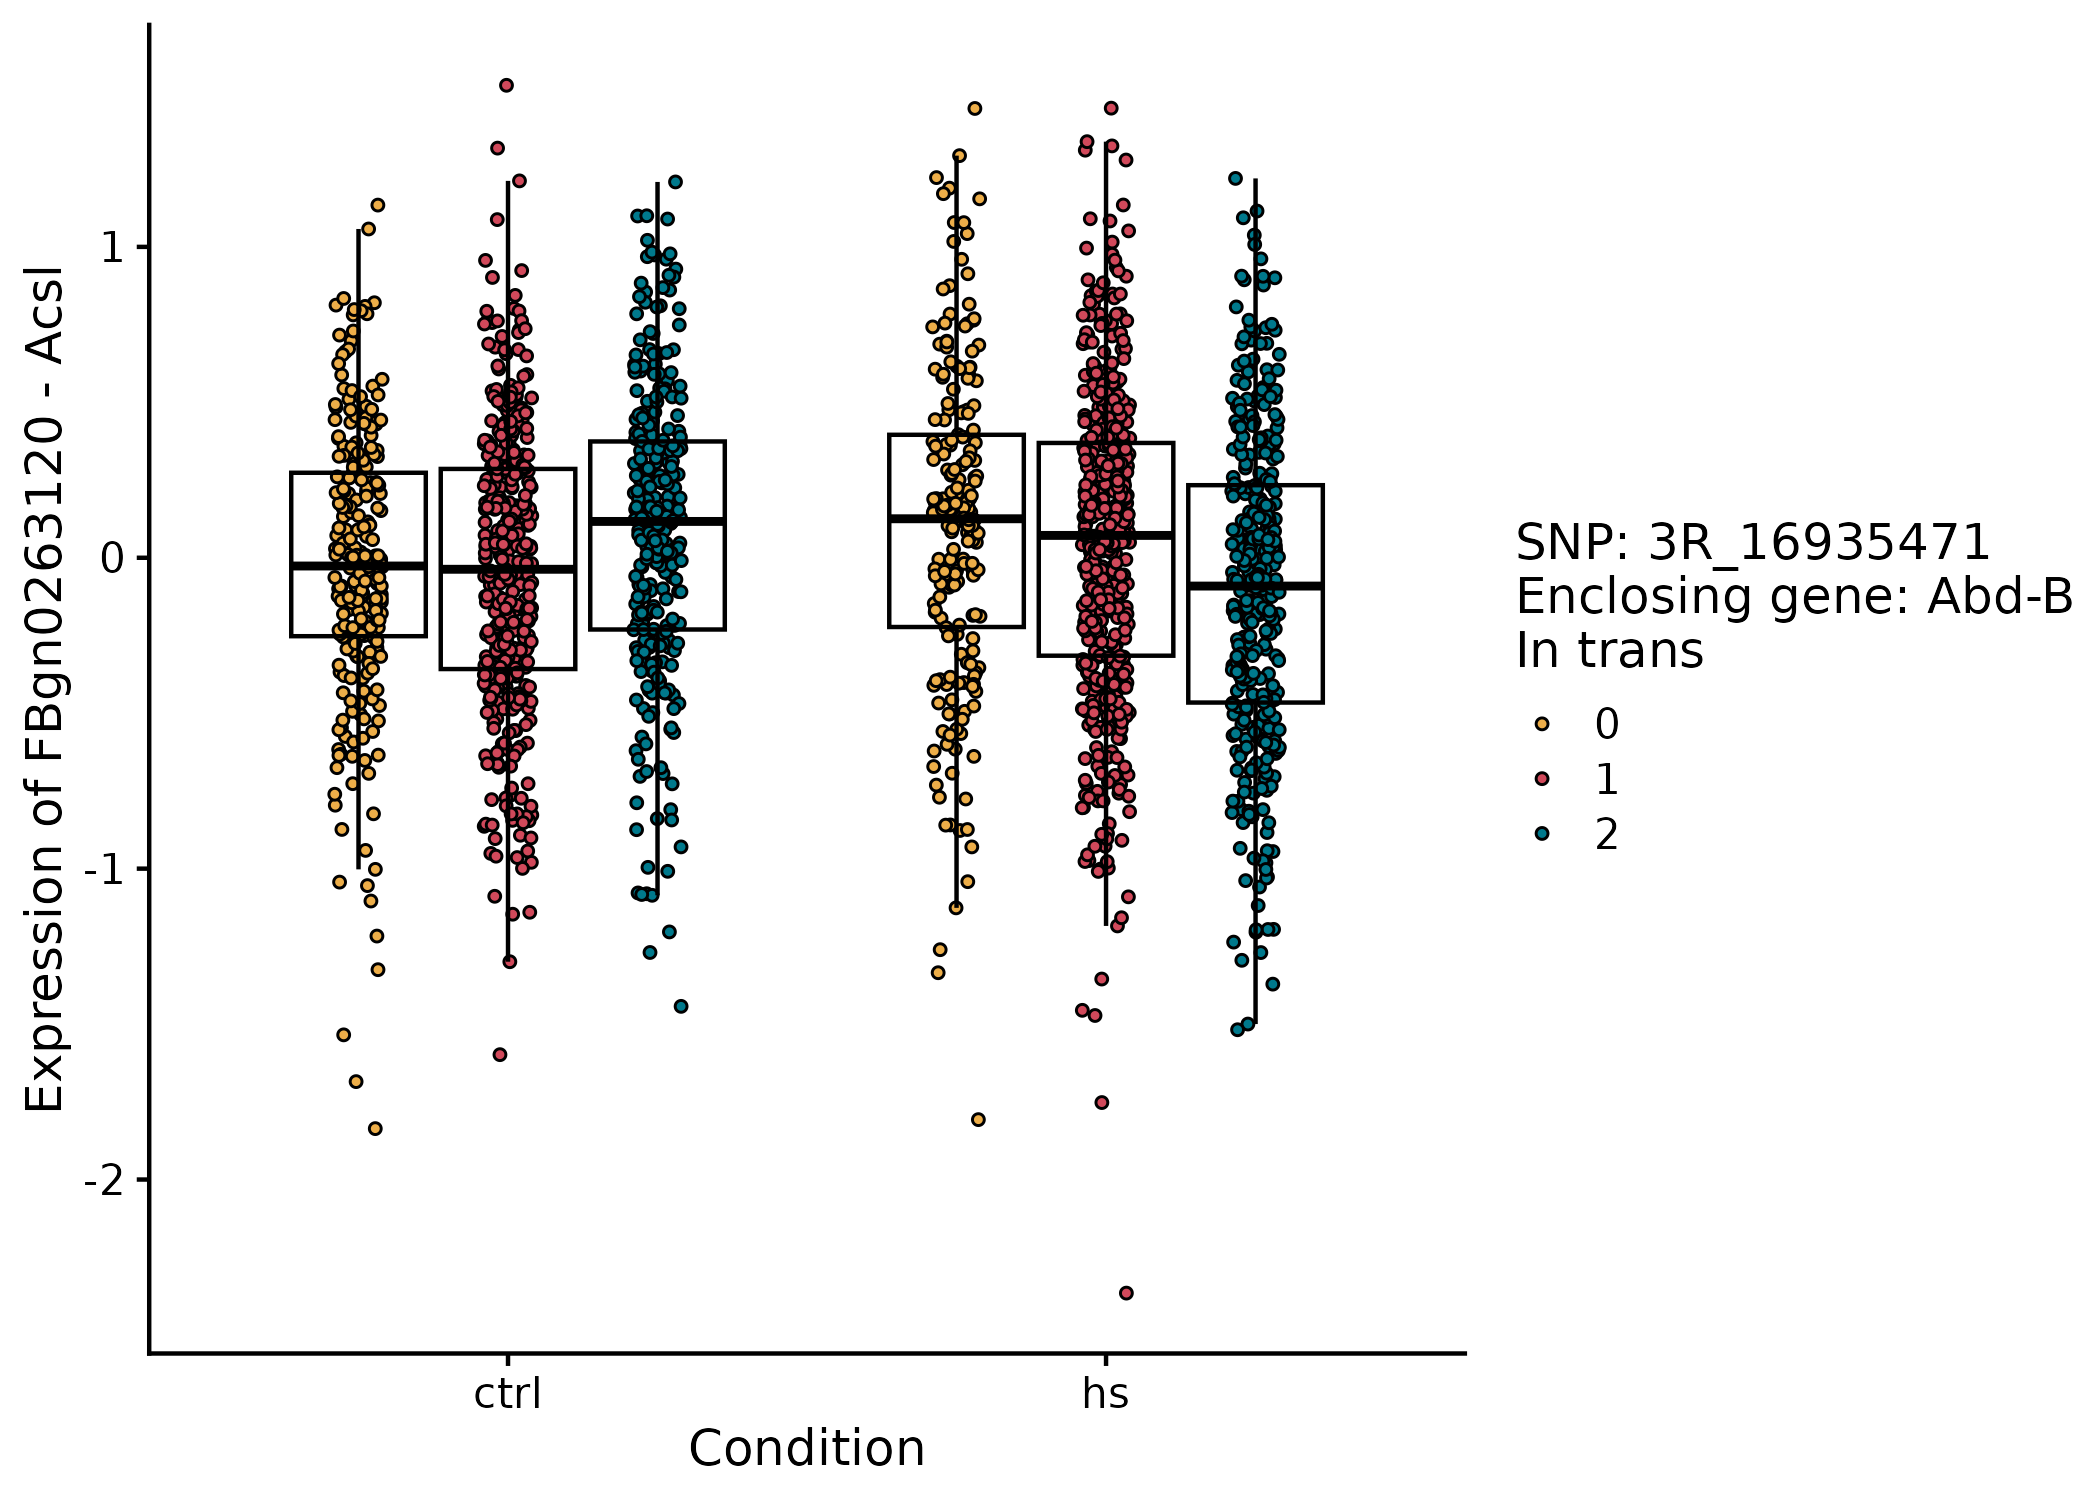 Expression of FBgn0263120 - Acsl
1
0
-1
-2
ctrl
hs
Condition
SNP: 3R_16935471
Enclosing gene: Abd-B
In trans
0
1
2